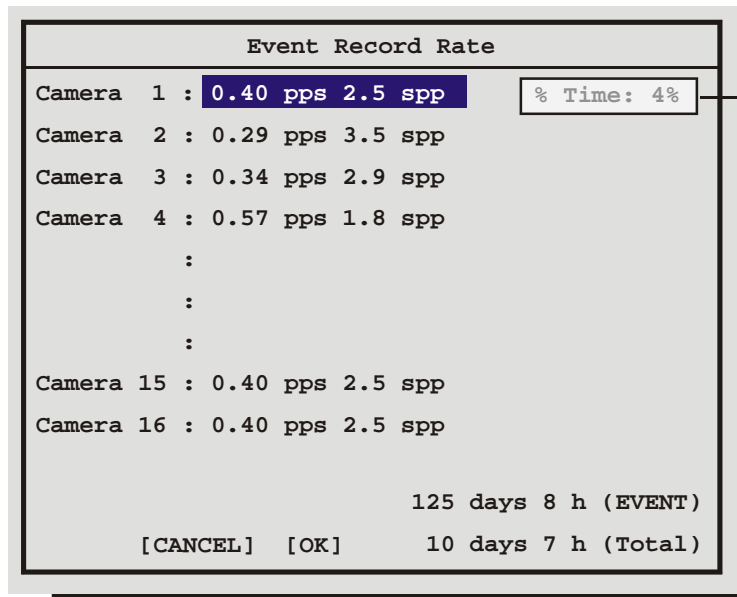 Event Record Rate
Camera 1 : 0.40 pps 2.5 spp % Time: 4%
Camera 2 : 0.29 pps 3.5 spp
Camera 3 : 0.34 pps 2.9 spp
Camera 4 : 0.57 pps 1.8 spp
:
:
:
Camera 15 : 0.40 pps 2.5 spp
Camera 16 : 0.40 pps 2.5 spp
125 days 8 h (EVENT)
[CANCEL] [OK] 10 days 7 h (Total)